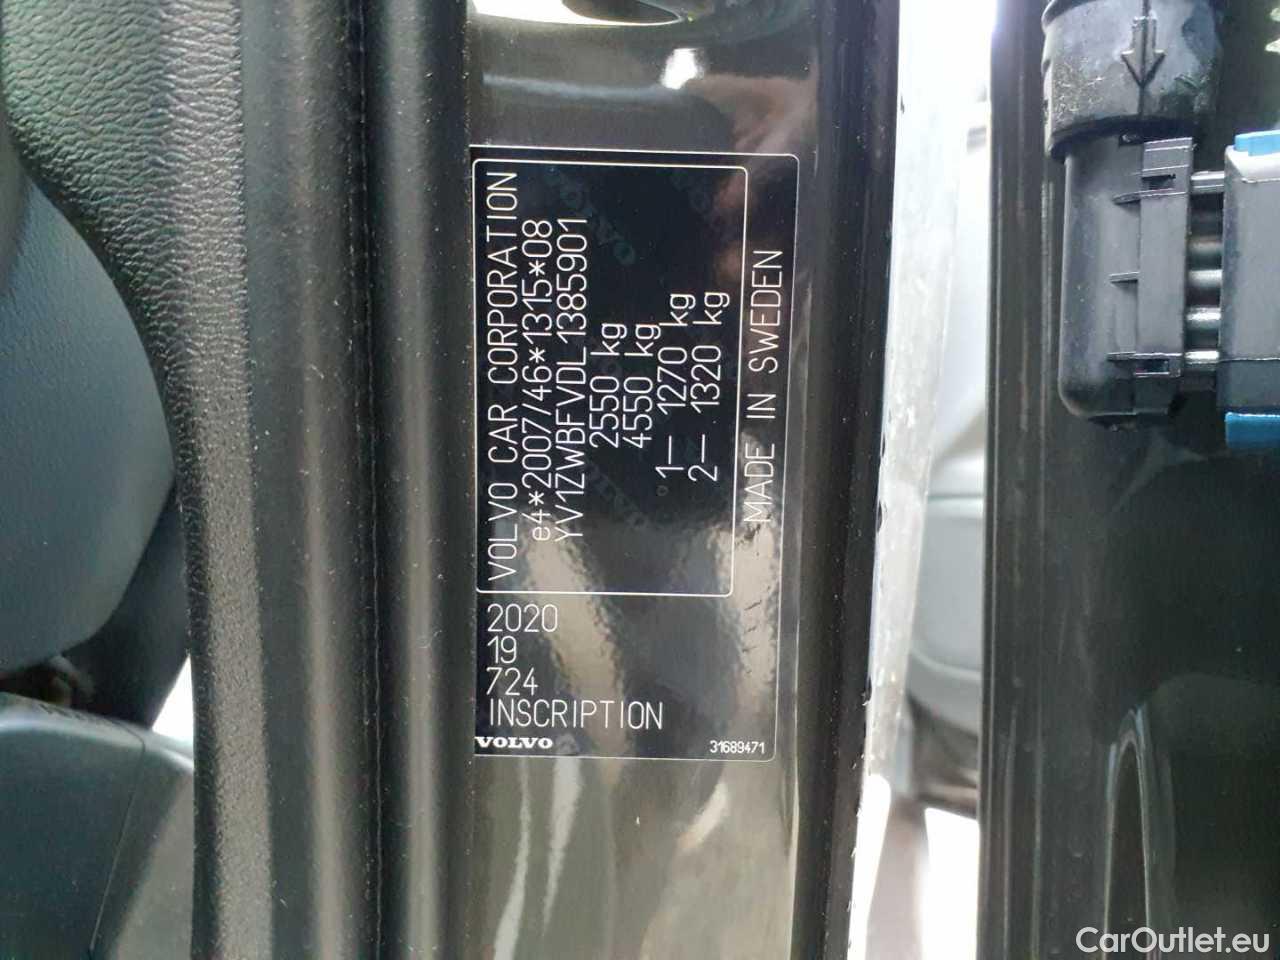 VOLVO CAR CORPORATION
e4*2007/46*1315*08
YV1ZWBFVDL1385901
2550 kg
4550 kg
1— 1270 kg
2— 1320 kg
MADE IN SWEDEN
2020
19
724
INSCRIPTION
VOLVO
31689471
CarOutlet.eu